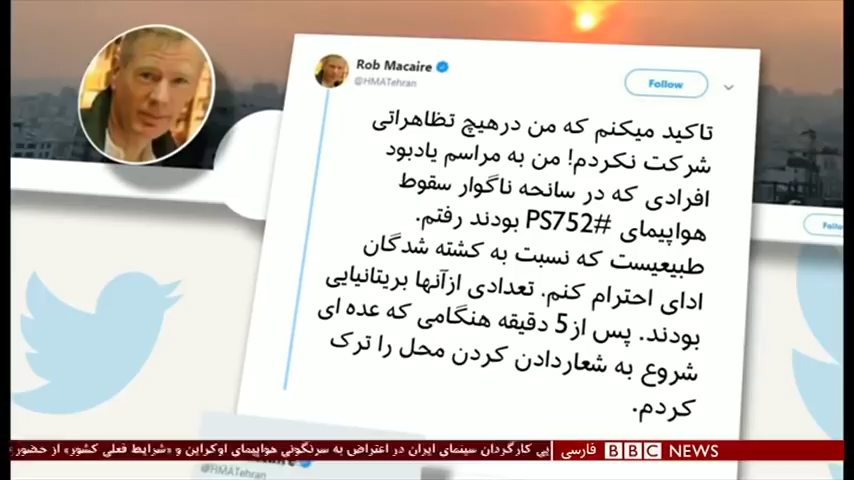 Rob Macaire
@HMATehran
Follow
تاکید میکنم که من درهیچ تظاهراتی
شرکت نکردم! من به مراسم یادبود
افرادی که در سانحه ناگوار سقوط
هواپیمای #PS752 بودند رفتم.
طبیعیست که نسبت به کشته شدگان
ادای احترام کنم. تعدادی ازآنها بریتانیایی
بودند. پس از5 دقیقه هنگامی که عده ای
شروع به شعاردادن کردن محل را ترک
کردم.
@HMATehran
BBC NEWS فارسی
کارگردان سینمای ایران در اعتراض به سرنگونی هواپیمای اوکراین و «شرایط فعلی کشور» از حضور